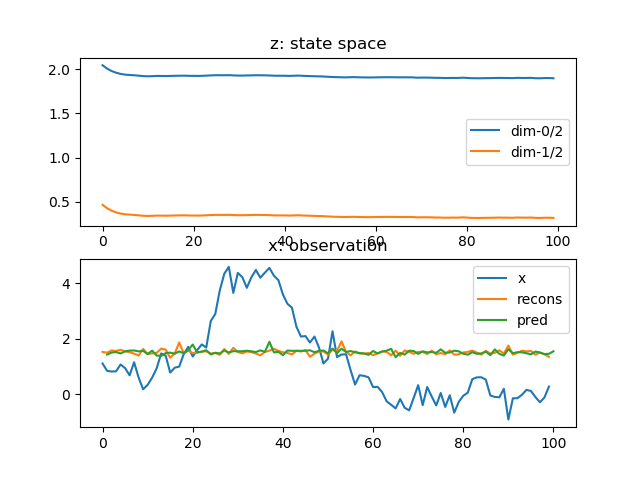 z: state space
2.0
1.5
1.0
0.5
dim-0/2
dim-1/2
0 20 40 60 80 100
x: observation
4
2
0
x
recons
pred
0 20 40 60 80 100